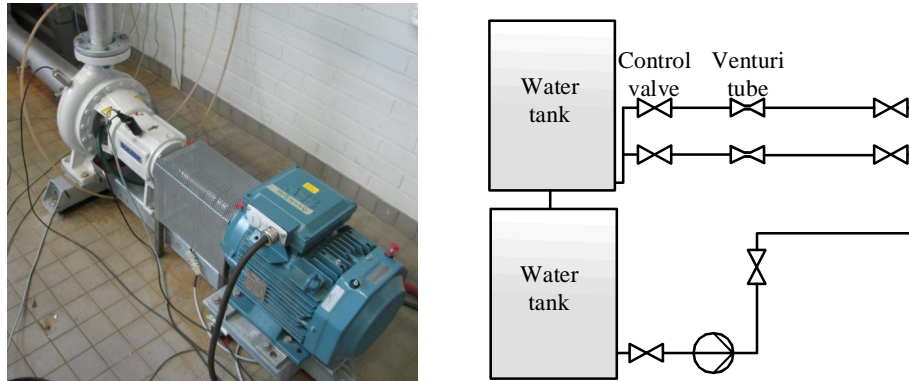 Water
tank
Control
valve
Venturi
tube
Water
tank